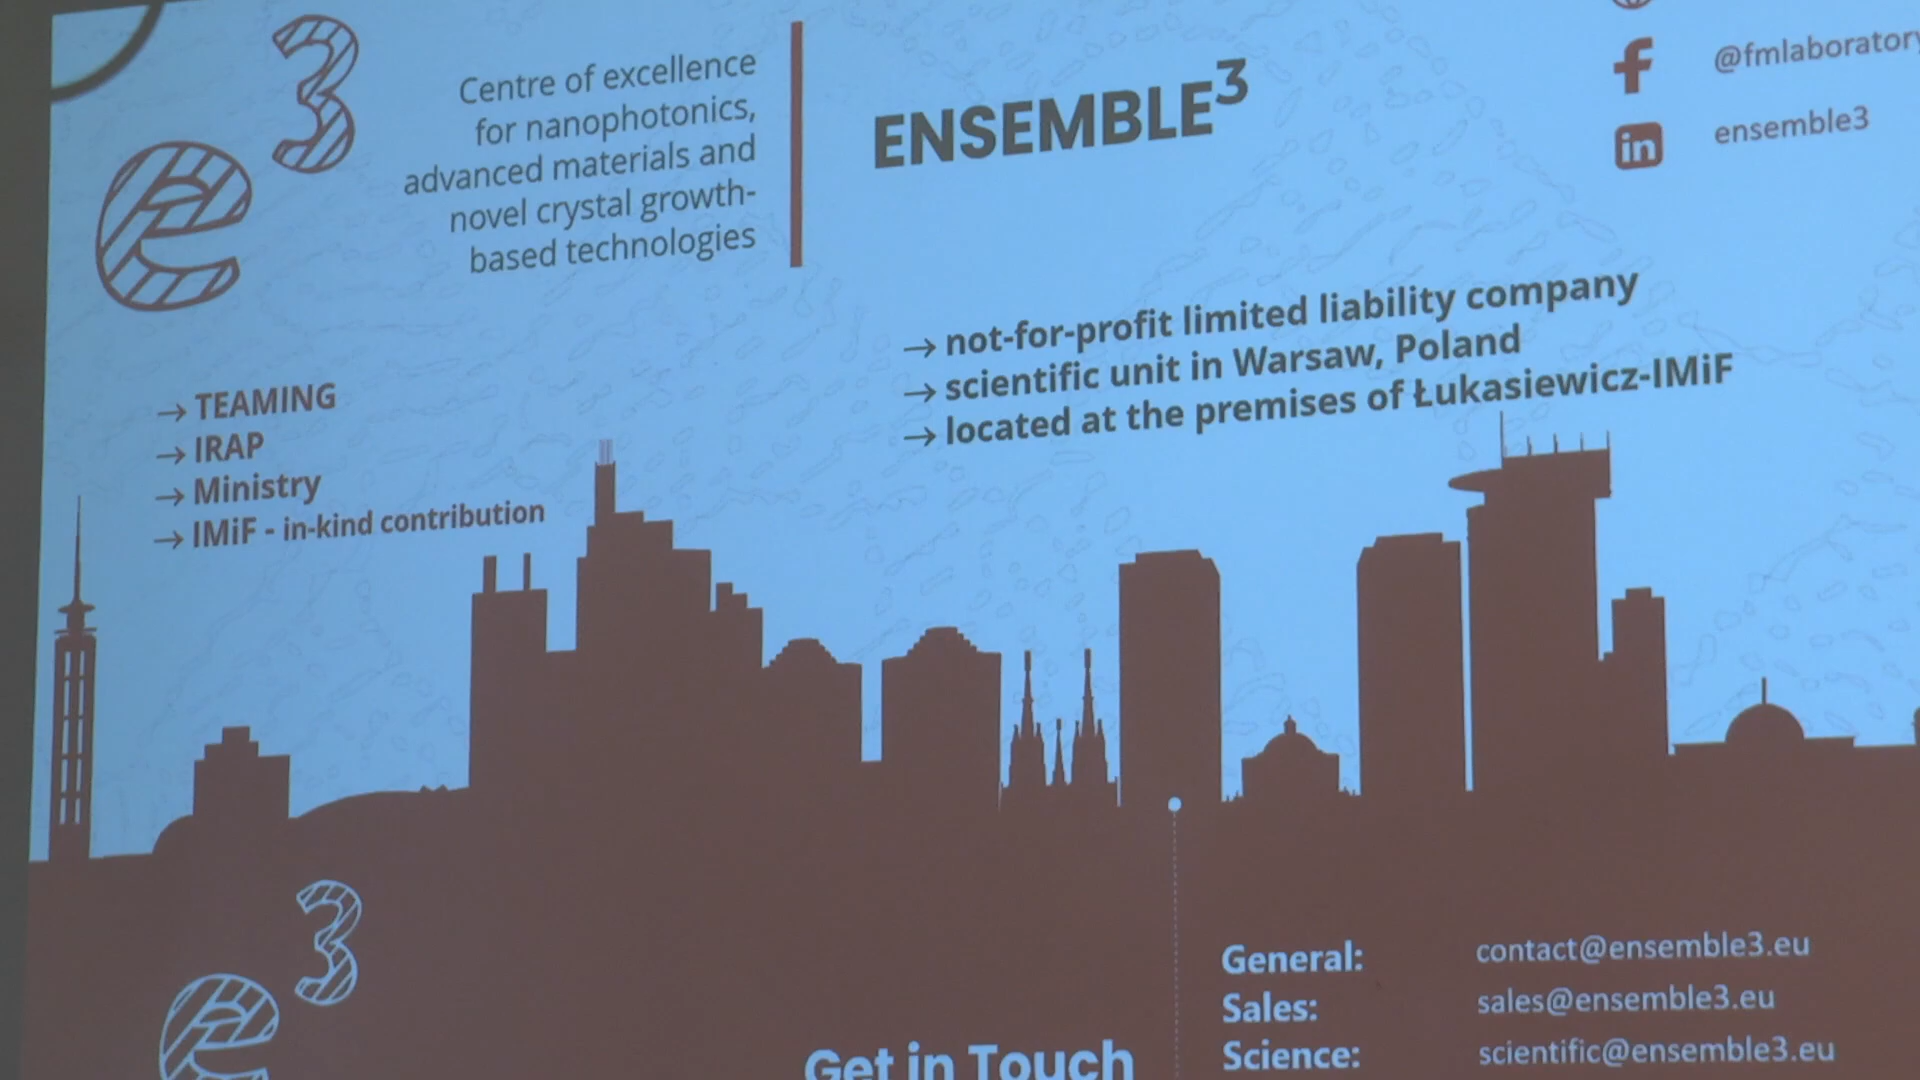 e3
Centre of excellence
for nanophotonics,
advanced materials and
novel crystal growth-
based technologies
ENSEMBLE3
@fmlaboratory
in
ensemble3
→ not-for-profit limited liability company
→ scientific unit in Warsaw, Poland
→ located at the premises of Łukasiewicz-IMiF
→ TEAMING
→ IRAP
→ Ministry
→ IMiF - in-kind contribution
e3
Get in Touch
General: contact@ensemble3.eu
Sales: sales@ensemble3.eu
Science: scientific@ensemble3.eu